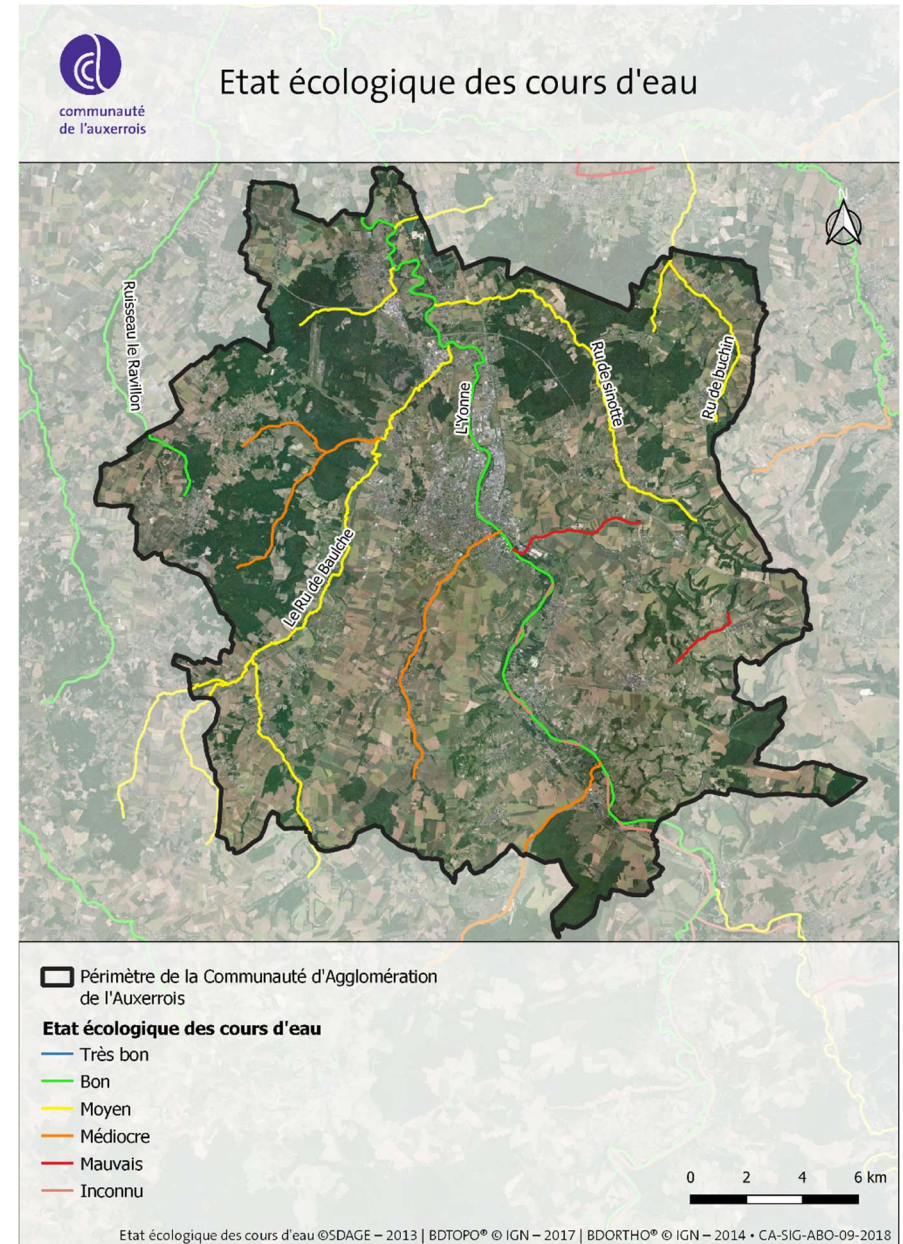 communauté
de l'auxerrois
Etat écologique des cours d'eau
N
Ruisseau le Ravillon
Ru de sinotte
Ru de buchin
L'Yonne
Le Ru de Baulche
Périmètre de la Communauté d'Agglomération
de l'Auxerrois
Etat écologique des cours d'eau
Très bon
Bon
Moyen
Médiocre
Mauvais
Inconnu
0 2 4 6 km
Etat écologique des cours d'eau ©SDAGE – 2013 | BDTOPO® © IGN – 2017 | BDORTHO® © IGN – 2014 • CA-SIG-ABO-09-2018